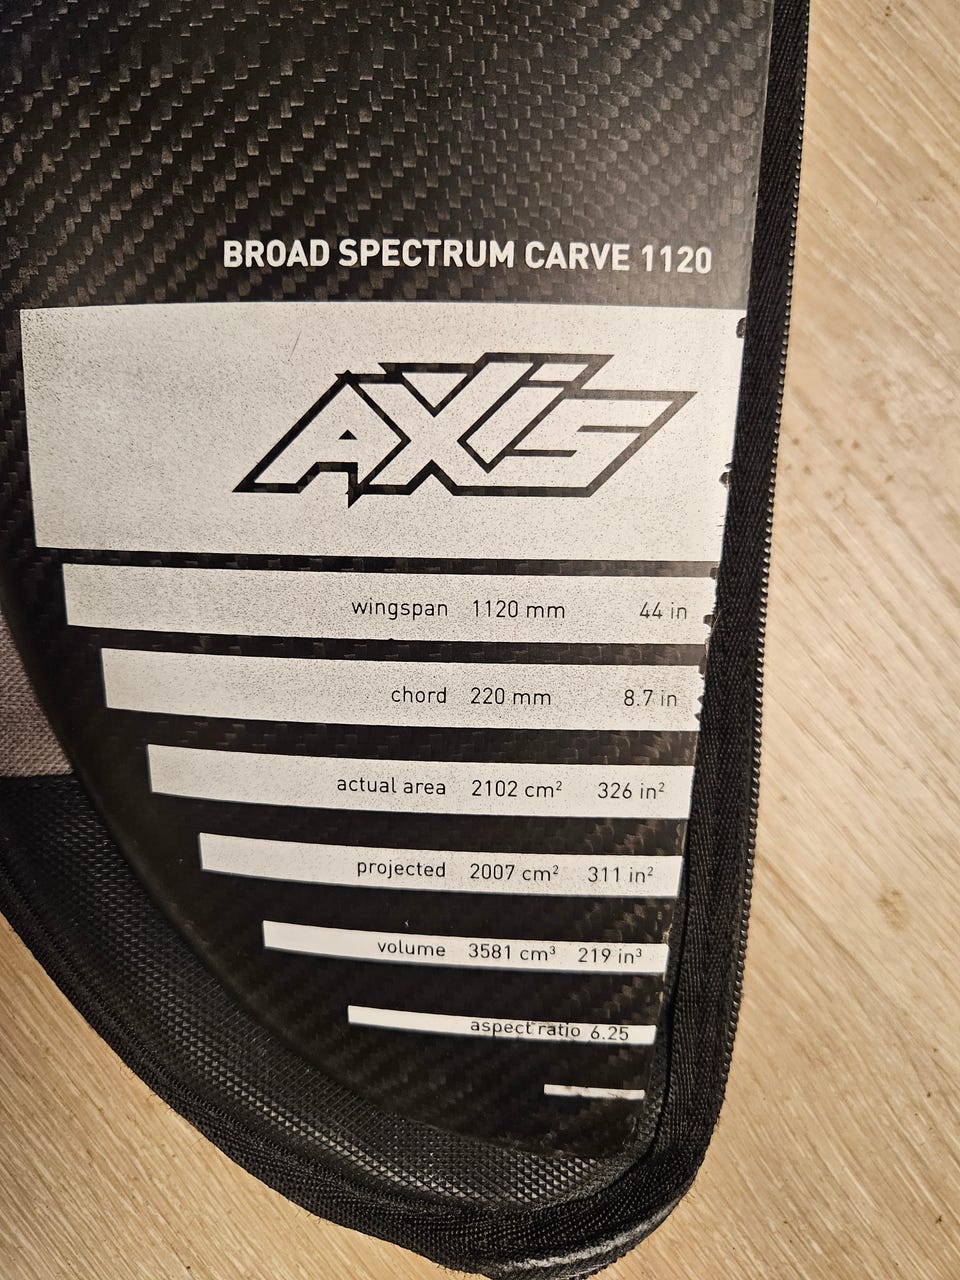 BROAD SPECTRUM CARVE 1120
AXIS
wingspan 1120 mm 44 in
chord 220 mm 8.7 in
actual area 2102 cm² 326 in²
projected 2007 cm² 311 in²
volume 3581 cm³ 219 in³
aspect ratio 6.25